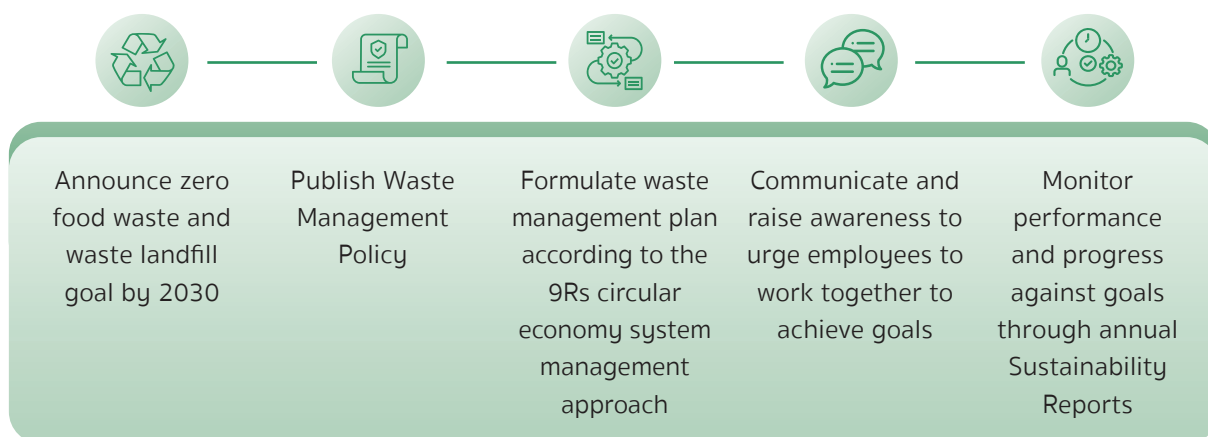 Announce zero
food waste and
waste landfill
goal by 2030
Publish Waste
Management
Policy
Formulate waste
management plan
according to the
9Rs circular
economy system
management
approach
Communicate and
raise awareness to
urge employees to
work together to
achieve goals
Monitor
performance
and progress
against goals
through annual
Sustainability
Reports